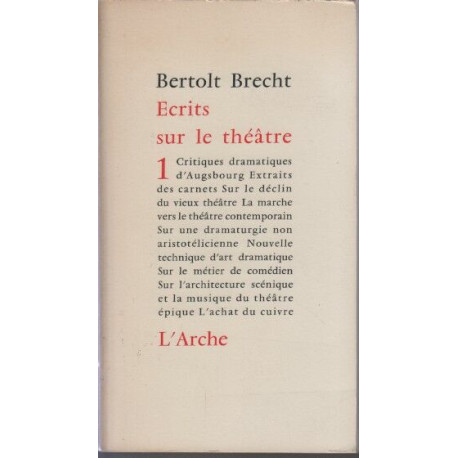 Bertolt Brecht
Ecrits
sur le théâtre
1 Critiques dramatiques
d'Augsbourg Extraits
des carnets Sur le déclin
du vieux théâtre La marche
vers le théâtre contemporain
Sur une dramaturgie non
aristotélicienne Nouvelle
technique d'art dramatique
Sur le métier de comédien
Sur l'architecture scénique
et la musique du théâtre
épique L'achat du cuivre
L'Arche